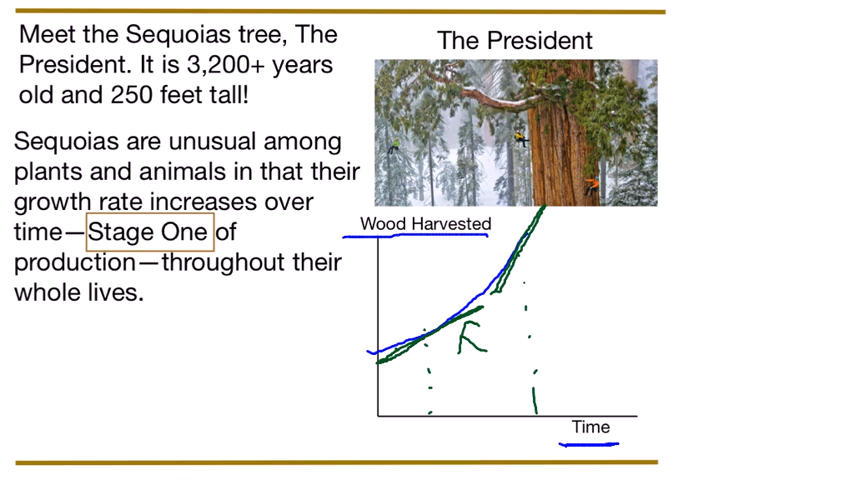 Meet the Sequoias tree, The
President. It is 3,200+ years
old and 250 feet tall!
Sequoias are unusual among
plants and animals in that their
growth rate increases over
time—Stage One of
production—throughout their
whole lives.
The President
Wood Harvested
Time